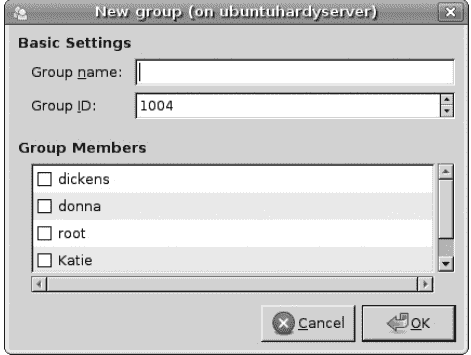 New group (on ubuntuhardyserver)
Basic Settings
Group name:
Group ID: 1004
Group Members
dickens
donna
root
Katie
Cancel OK